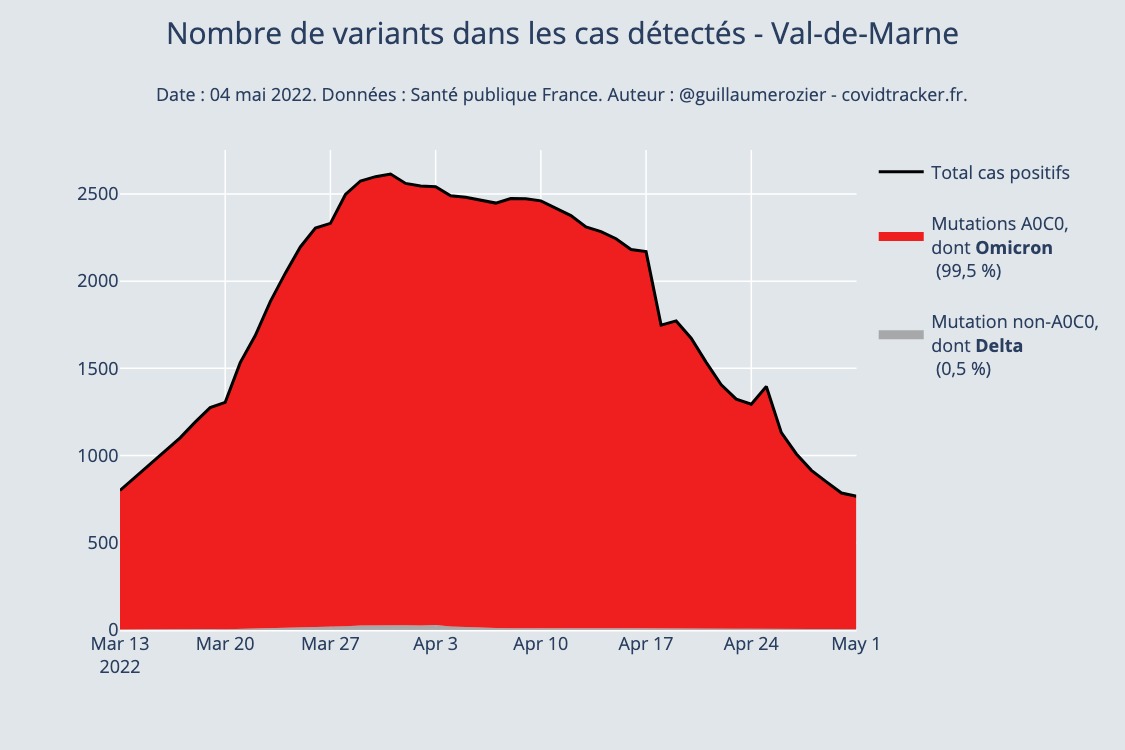 Nombre de variants dans les cas détectés - Val-de-Marne
Date : 04 mai 2022. Données : Santé publique France. Auteur : @guillaumerozier - covidtracker.fr.
Total cas positifs
Mutations A0C0,
dont Omicron
(99,5 %)
Mutation non-A0C0,
dont Delta
(0,5 %)
2500
2000
1500
1000
500
0
Mar 13
2022
Mar 20
Mar 27
Apr 3
Apr 10
Apr 17
Apr 24
May 1